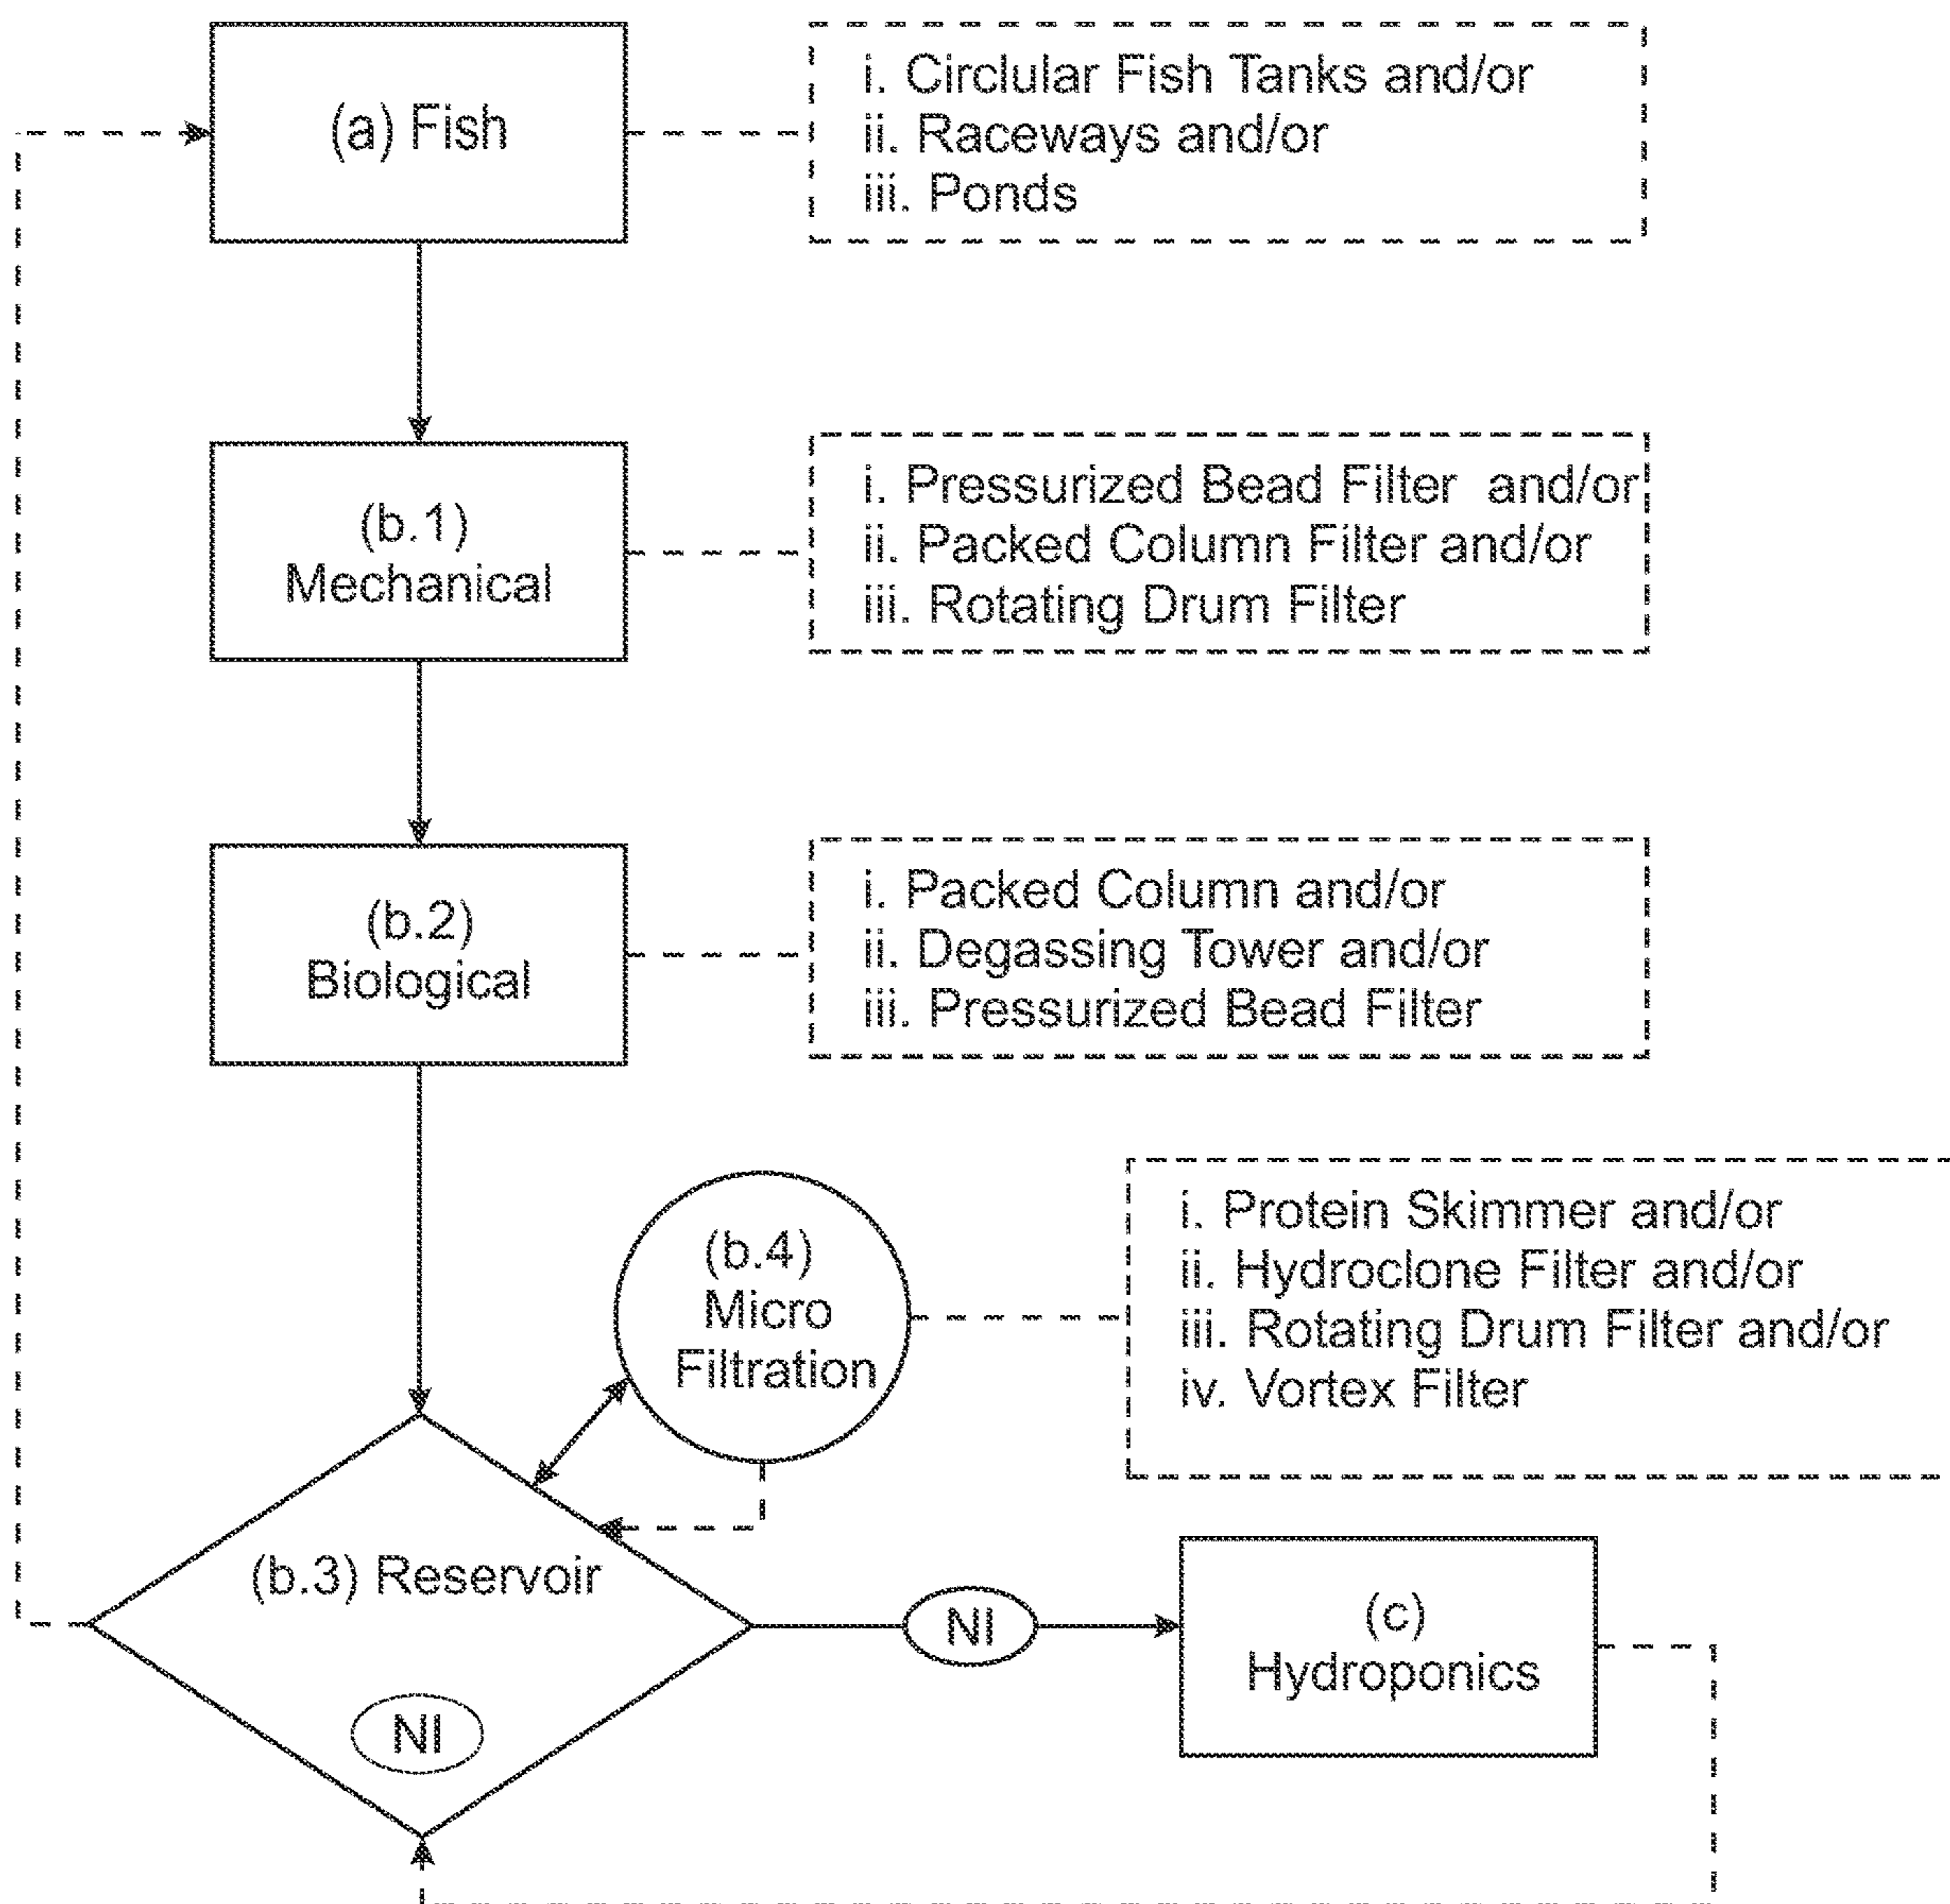 (a) Fish
i. Circlular Fish Tanks and/or
ii. Raceways and/or
iii. Ponds
(b.1)
Mechanical
i. Pressurized Bead Filter and/or
ii. Packed Column Filter and/or
iii. Rotating Drum Filter
(b.2)
Biological
i. Packed Column and/or
ii. Degassing Tower and/or
iii. Pressurized Bead Filter
(b.4)
Micro
Filtration
i. Protein Skimmer and/or
ii. Hydroclone Filter and/or
iii. Rotating Drum Filter and/or
iv. Vortex Filter
(b.3) Reservoir
NI
NI
(c)
Hydroponics